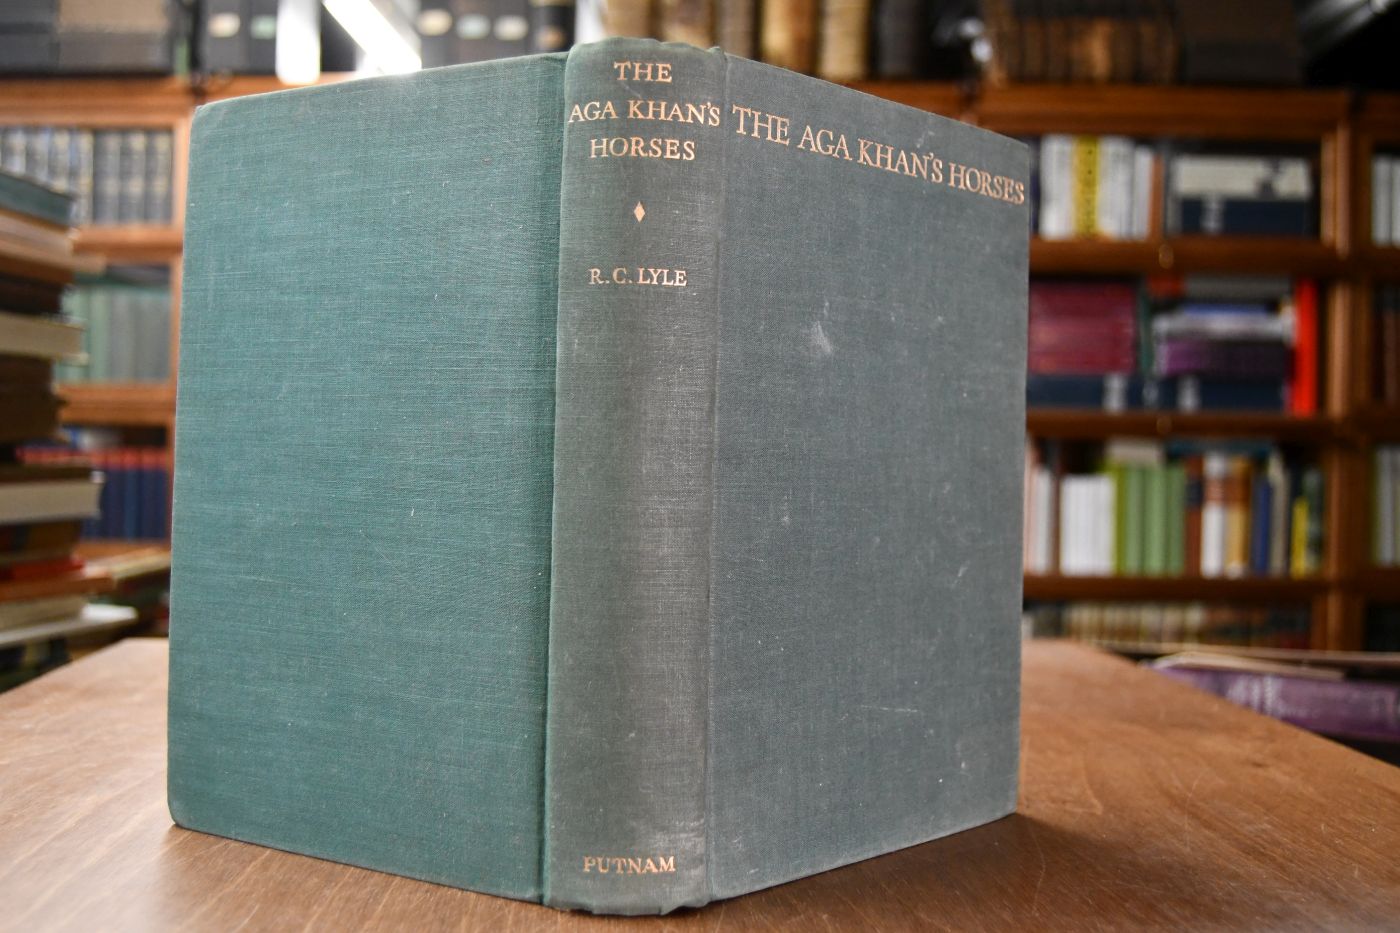 THE
AGA KHAN'S
HORSES
R. C. LYLE
PUTNAM
THE AGA KHAN'S HORSES